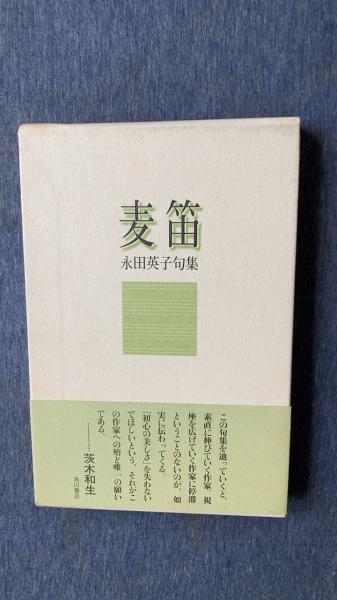 麦笛
永田英子句集
この句集を通っていくと、
素直に伸びていく作家、視
座を広げていく作家に停滞
ということのないのが、如
実に伝わってくる。
「初心の美しさ」を失わない
でほしいという、それがこ
の作家への殆ど唯一の願い
である。
茨木和生
角川書店